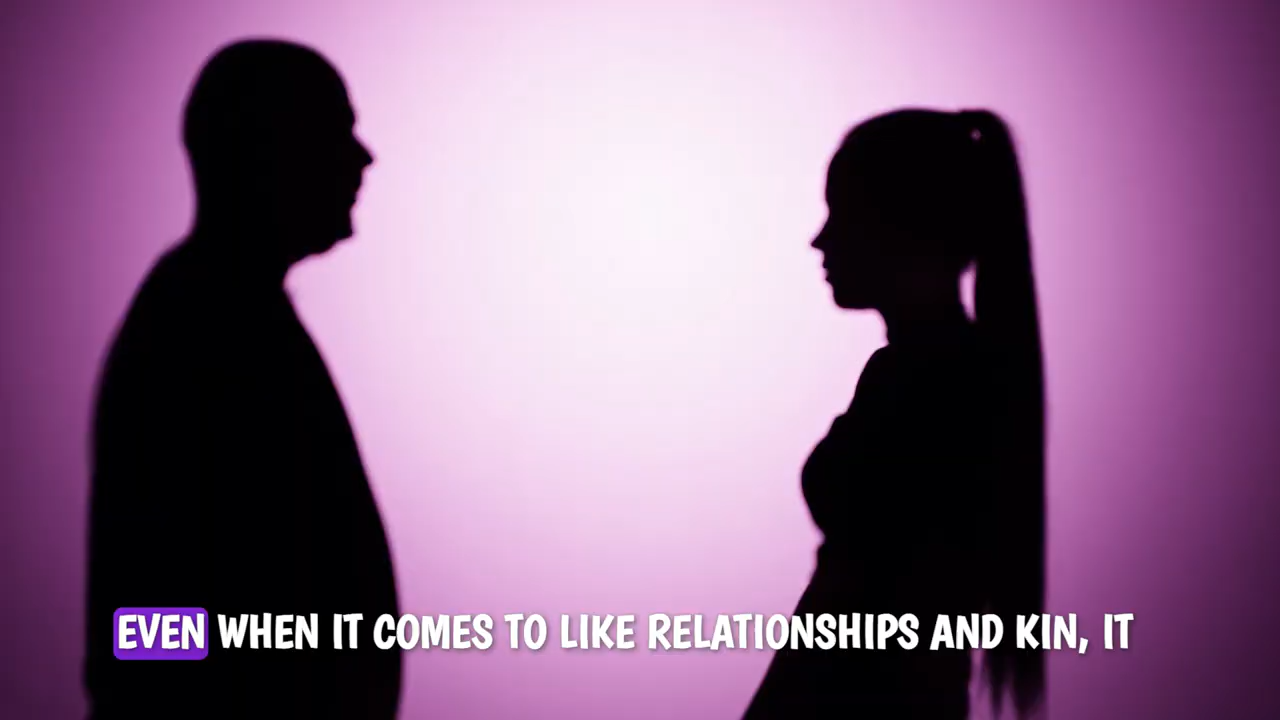 EVEN WHEN IT COMES TO LIKE RELATIONSHIPS AND KIN, IT